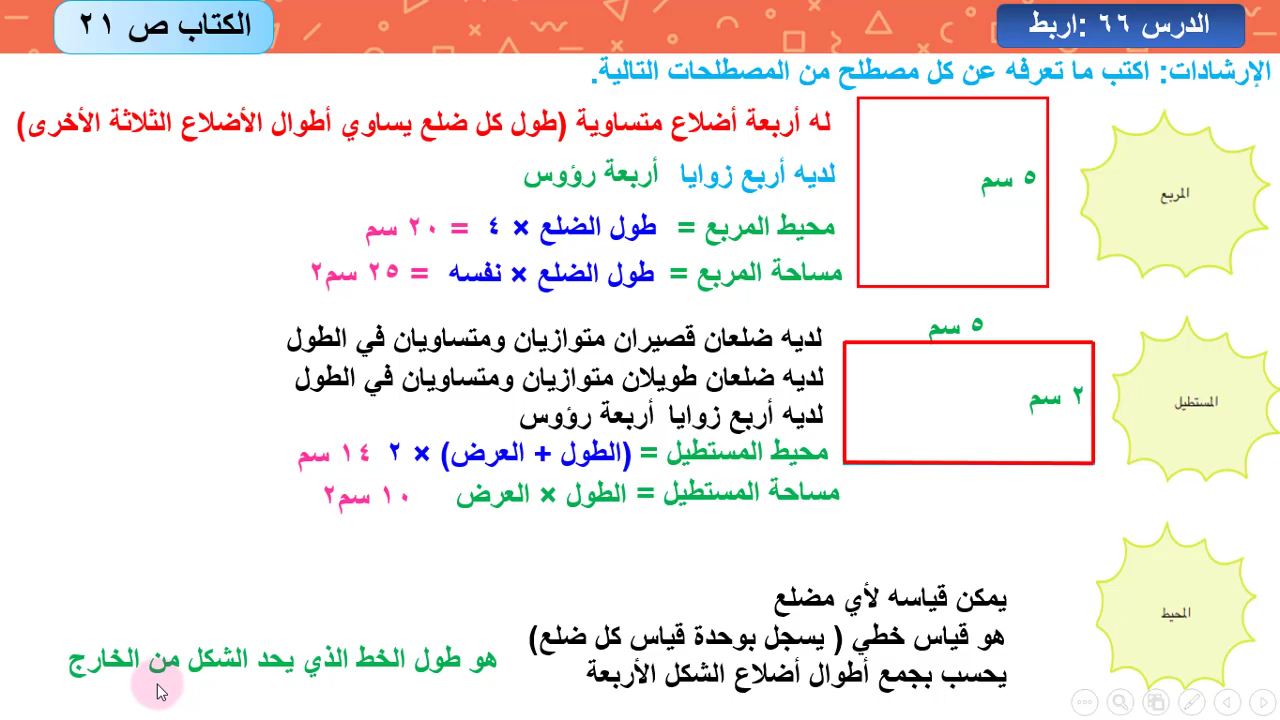 الدرس ٦٦ :اربط
الكتاب ص ٢١
الإرشادات: اكتب ما تعرفه عن كل مصطلح من المصطلحات التالية.
المربع
٥ سم
له أربعة أضلاع متساوية (طول كل ضلع يساوي أطوال الأضلاع الثلاثة الأخرى)
لديه أربع زوايا أربعة رؤوس
محيط المربع = طول الضلع × ٤ = ٢٠ سم
مساحة المربع = طول الضلع × نفسه = ٢٥ سم٢
المستطيل
٥ سم
٢ سم
لديه ضلعان قصيران متوازيان ومتساويان في الطول
لديه ضلعان طويلان متوازيان ومتساويان في الطول
لديه أربع زوايا أربعة رؤوس
محيط المستطيل = (الطول + العرض) × ٢ ١٤ سم
مساحة المستطيل = الطول × العرض ١٠ سم٢
المحيط
يمكن قياسه لأي مضلع
هو قياس خطي ( يسجل بوحدة قياس كل ضلع)
يحسب بجمع أطوال أضلاع الشكل الأربعة
هو طول الخط الذي يحد الشكل من الخارج